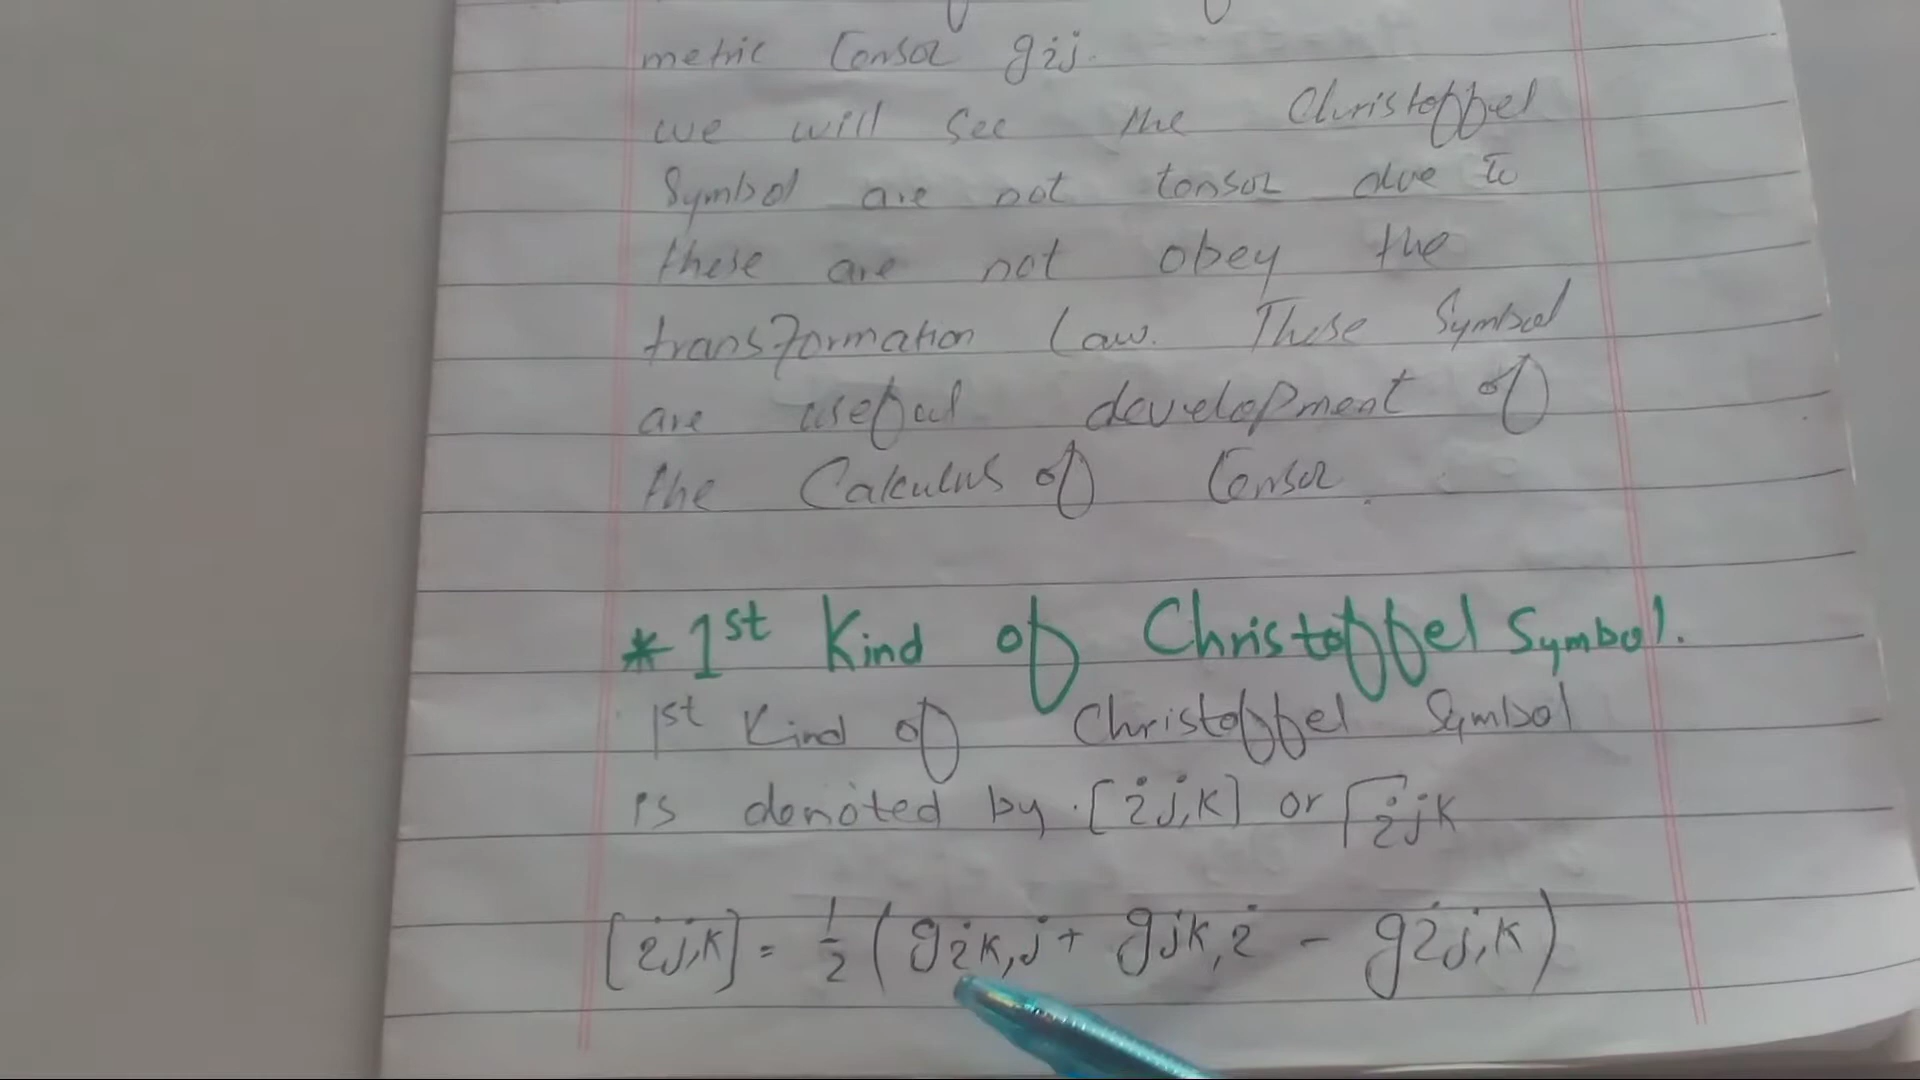 metric Tensor gij.
we will see the Christoffel
Symbol are not tensor due to
these are not obey the
transformation law. These Symbol
are useful development of
the Calculus of Tensor.
* 1st Kind of Christoffel Symbol.
1st Kind of Christoffel Symbol
is denoted by [ij,k] or Γijk
[ij,k] = 1/2 (gik,j + gjk,i - gij,k)